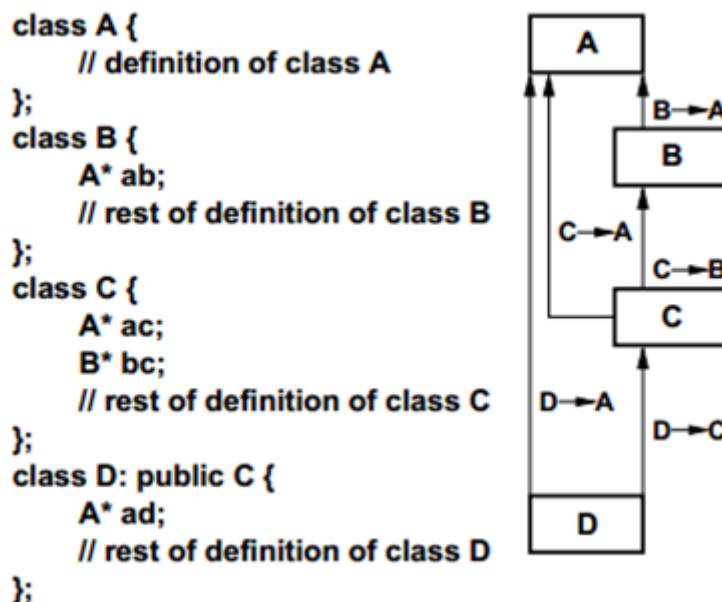 class A {
// definition of class A
};
class B {
A* ab;
// rest of definition of class B
};
class C {
A* ac;
B* bc;
// rest of definition of class C
};
class D: public C {
A* ad;
// rest of definition of class D
};
A
B→A
B
C→A
C→B
C
D→A
D→C
D